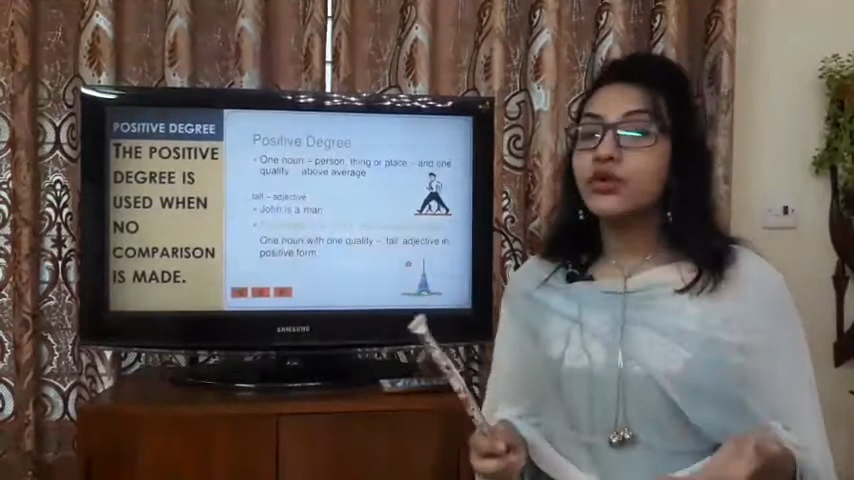 POSITIVE DEGREE
THE POSITIVE
DEGREE IS
USED WHEN
NO
COMPARISON
IS MADE.
Positive Degree
One noun – person, thing or place – and one
quality – above average/
tall – adjective
• John is a tall man
One noun with one quality – tall adjective in
positive form
SAMSUNG